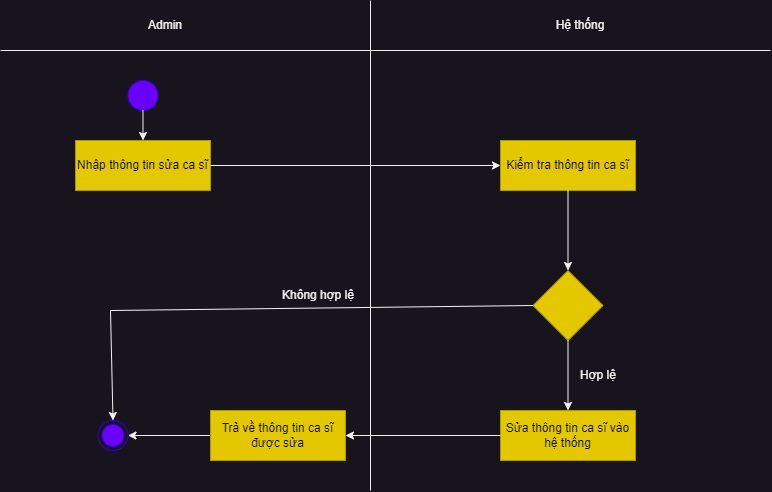 Admin
Hệ thống
Nhập thông tin sửa ca sĩ
Kiểm tra thông tin ca sĩ
Không hợp lệ
Hợp lệ
Trả về thông tin ca sĩ
được sửa
Sửa thông tin ca sĩ vào
hệ thống